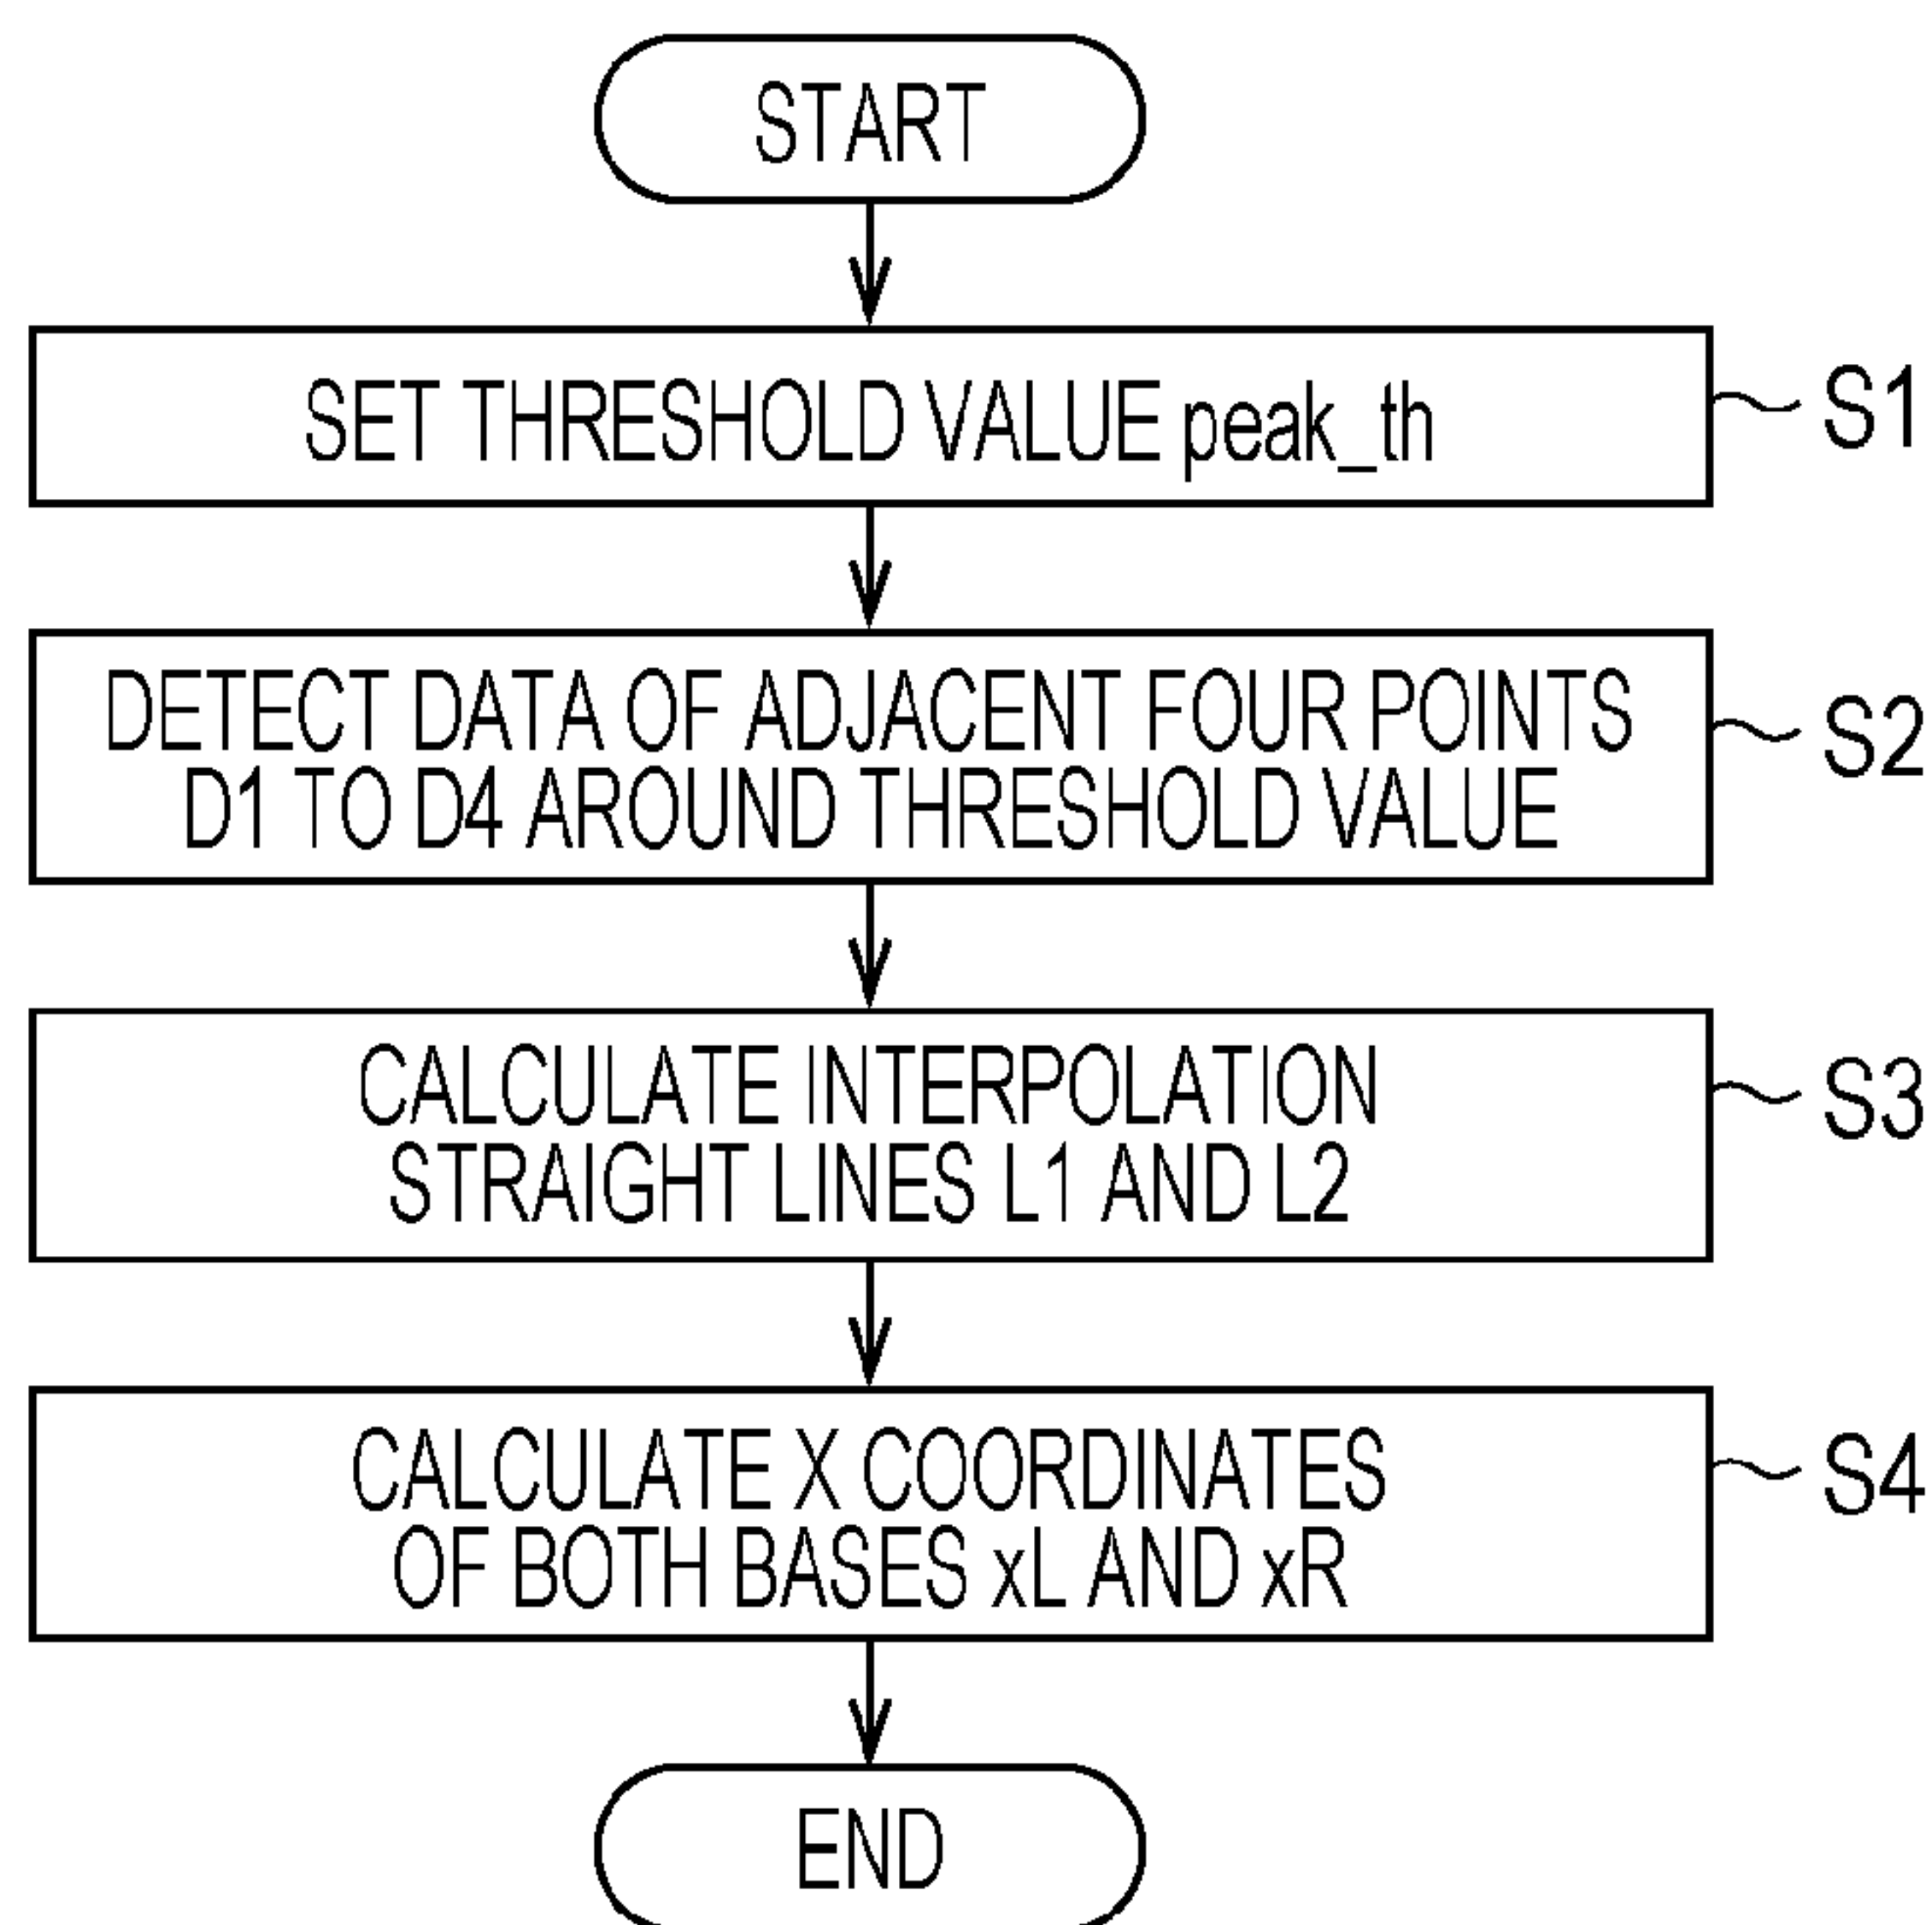 START
SET THRESHOLD VALUE peak_th
S1
DETECT DATA OF ADJACENT FOUR POINTS
D1 TO D4 AROUND THRESHOLD VALUE
S2
CALCULATE INTERPOLATION
STRAIGHT LINES L1 AND L2
S3
CALCULATE X COORDINATES
OF BOTH BASES xL AND xR
S4
END